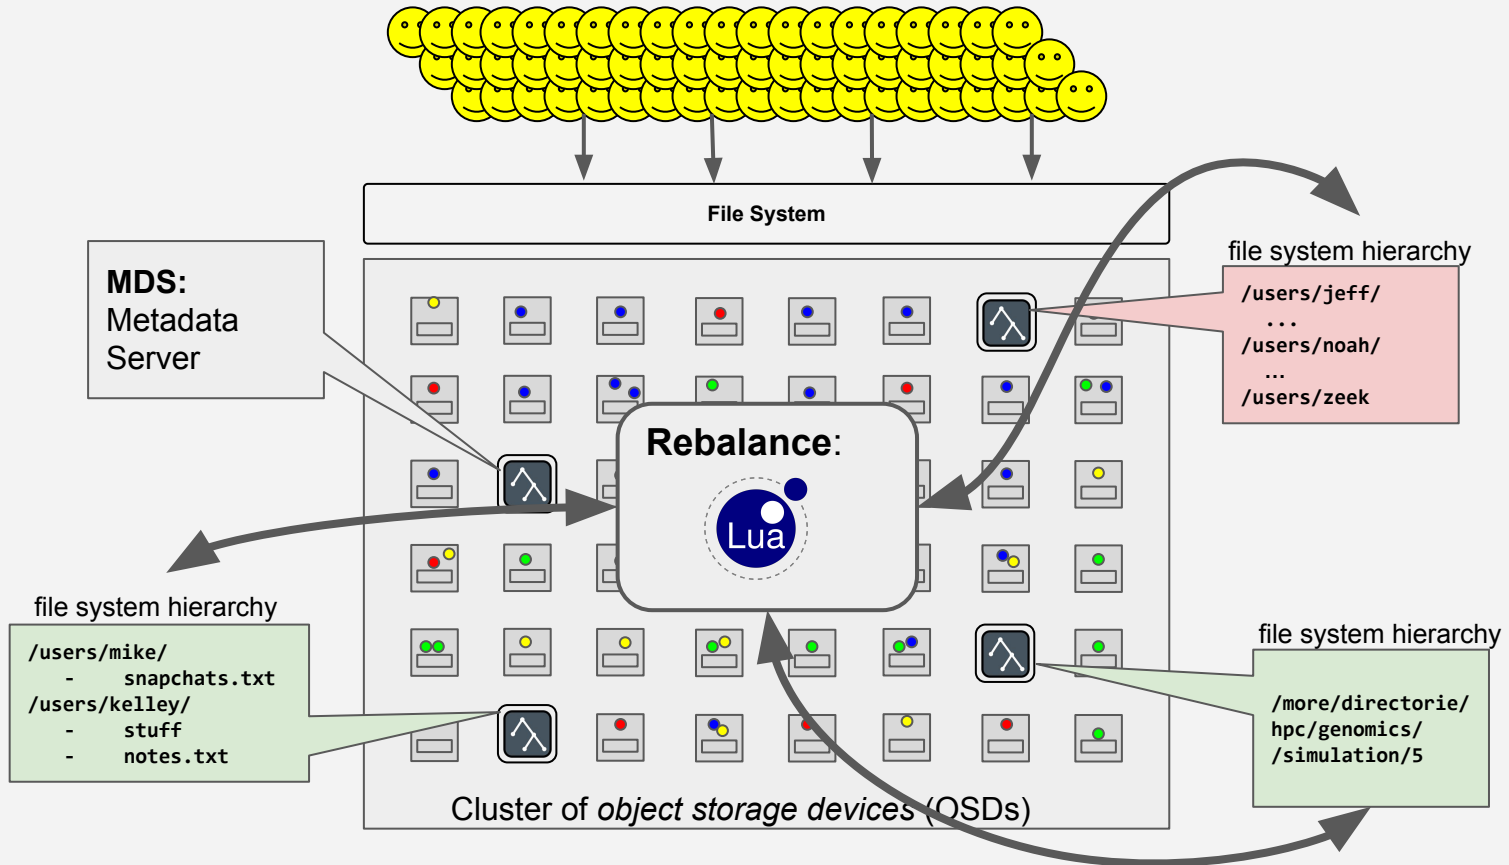 File System
MDS:
Metadata
Server
file system hierarchy
/users/jeff/
...
/users/noah/
...
/users/zeek
Rebalance:
Lua
file system hierarchy
/users/mike/
- snapchats.txt
/users/kelley/
- stuff
- notes.txt
file system hierarchy
/more/directorie/
hpc/genomics/
/simulation/5
Cluster of object storage devices (OSDs)